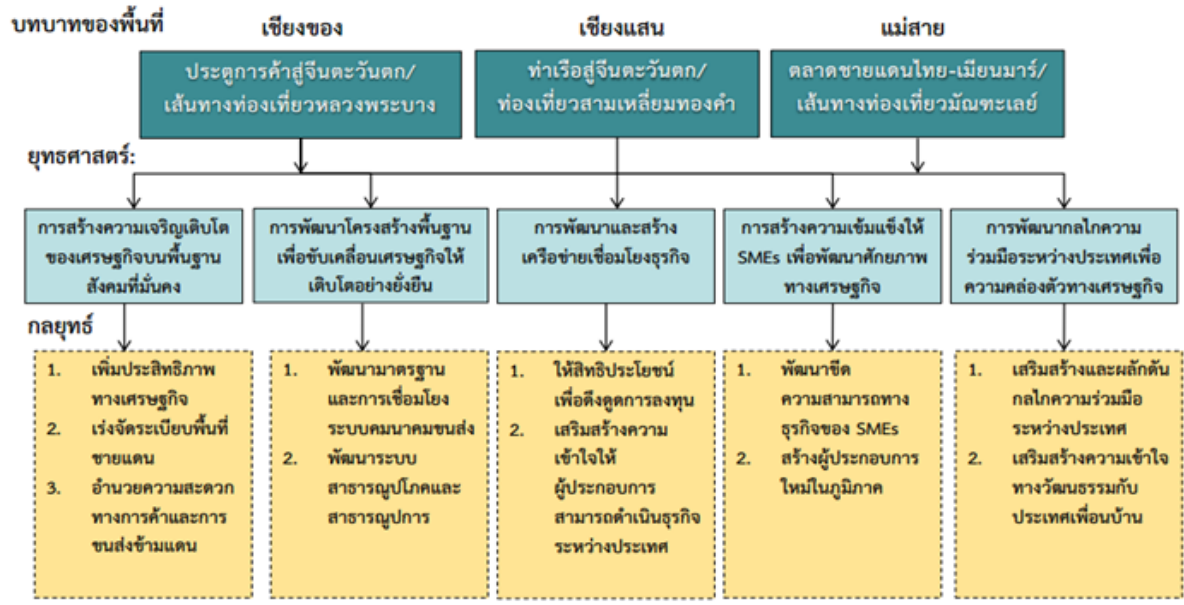 บทบาทของพื้นที่
เชียงของ
เชียงแสน
แม่สาย
ประตูการค้าสู่จีนตะวันตก/
เส้นทางท่องเที่ยวหลวงพระบาง
ท่าเรือสู่จีนตะวันตก/
ท่องเที่ยวสามเหลี่ยมทองคำ
ตลาดชายแดนไทย-เมียนมาร์/
เส้นทางท่องเที่ยวมัณฑะเลย์
ยุทธศาสตร์:
การสร้างความเจริญเติบโต
ของเศรษฐกิจบนพื้นฐาน
สังคมที่มั่นคง
การพัฒนาโครงสร้างพื้นฐาน
เพื่อขับเคลื่อนเศรษฐกิจให้
เติบโตอย่างยั่งยืน
การพัฒนาและสร้าง
เครือข่ายเชื่อมโยงธุรกิจ
การสร้างความเข้มแข็งให้
SMEs เพื่อพัฒนาศักยภาพ
ทางเศรษฐกิจ
การพัฒนากลไกความ
ร่วมมือระหว่างประเทศเพื่อ
ความคล่องตัวทางเศรษฐกิจ
กลยุทธ์
1. เพิ่มประสิทธิภาพ
ทางเศรษฐกิจ
2. เร่งจัดระเบียบพื้นที่
ชายแดน
3. อำนวยความสะดวก
ทางการค้าและการ
ขนส่งข้ามแดน
1. พัฒนามาตรฐาน
และการเชื่อมโยง
ระบบคมนาคมขนส่ง
2. พัฒนาระบบ
สาธารณูปโภคและ
สาธารณูปการ
1. ให้สิทธิประโยชน์
เพื่อดึงดูดการลงทุน
2. เสริมสร้างความ
เข้าใจให้
ผู้ประกอบการ
สามารถดำเนินธุรกิจ
ระหว่างประเทศ
1. พัฒนาขีด
ความสามารถทาง
ธุรกิจของ SMEs
2. สร้างผู้ประกอบการ
ใหม่ในภูมิภาค
1. เสริมสร้างและผลักดัน
กลไกความร่วมมือ
ระหว่างประเทศ
2. เสริมสร้างความเข้าใจ
ทางวัฒนธรรมกับ
ประเทศเพื่อนบ้าน